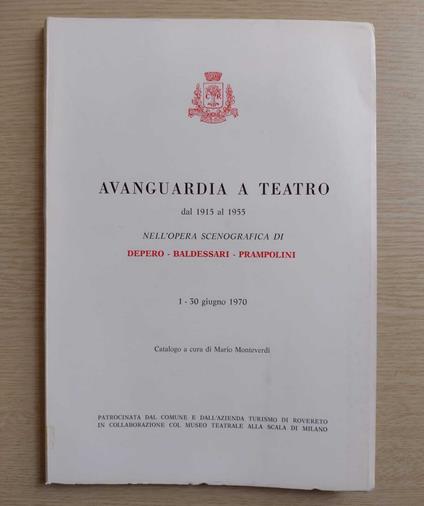 C R
AVANGUARDIA A TEATRO
dal 1915 al 1955
NELL'OPERA SCENOGRAFICA DI
DEPERO - BALDESSARI - PRAMPOLINI
1 - 30 giugno 1970
Catalogo a cura di Mario Monteverdi
PATROCINATA DAL COMUNE E DALL'AZIENDA TURISMO DI ROVERETO
IN COLLABORAZIONE COL MUSEO TEATRALE ALLA SCALA DI MILANO